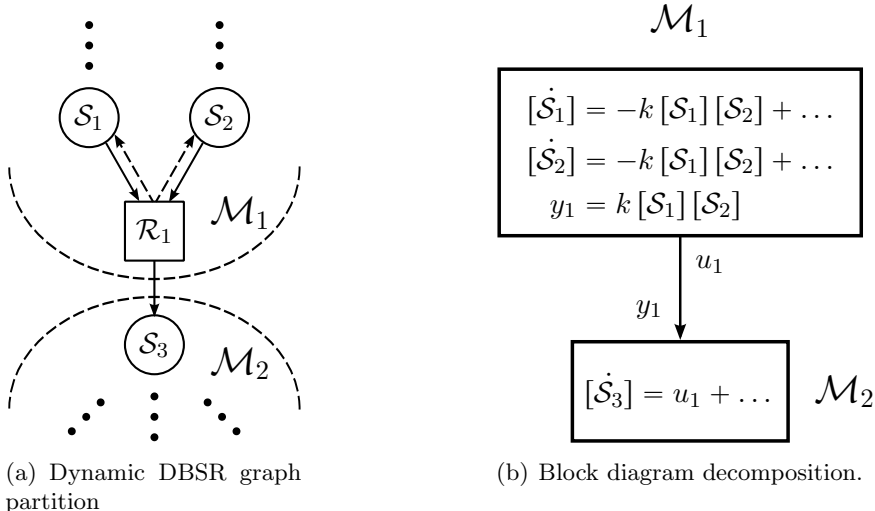 𝒮₁
𝒮₂
ℛ₁
ℳ₁
𝒮₃
ℳ₂
(a) Dynamic DBSR graph
partition
ℳ₁
[𝒮̇₁] = −k [𝒮₁] [𝒮₂] + …
[𝒮̇₂] = −k [𝒮₁] [𝒮₂] + …
y₁ = k [𝒮₁] [𝒮₂]
u₁
y₁
[𝒮̇₃] = u₁ + …
ℳ₂
(b) Block diagram decomposition.